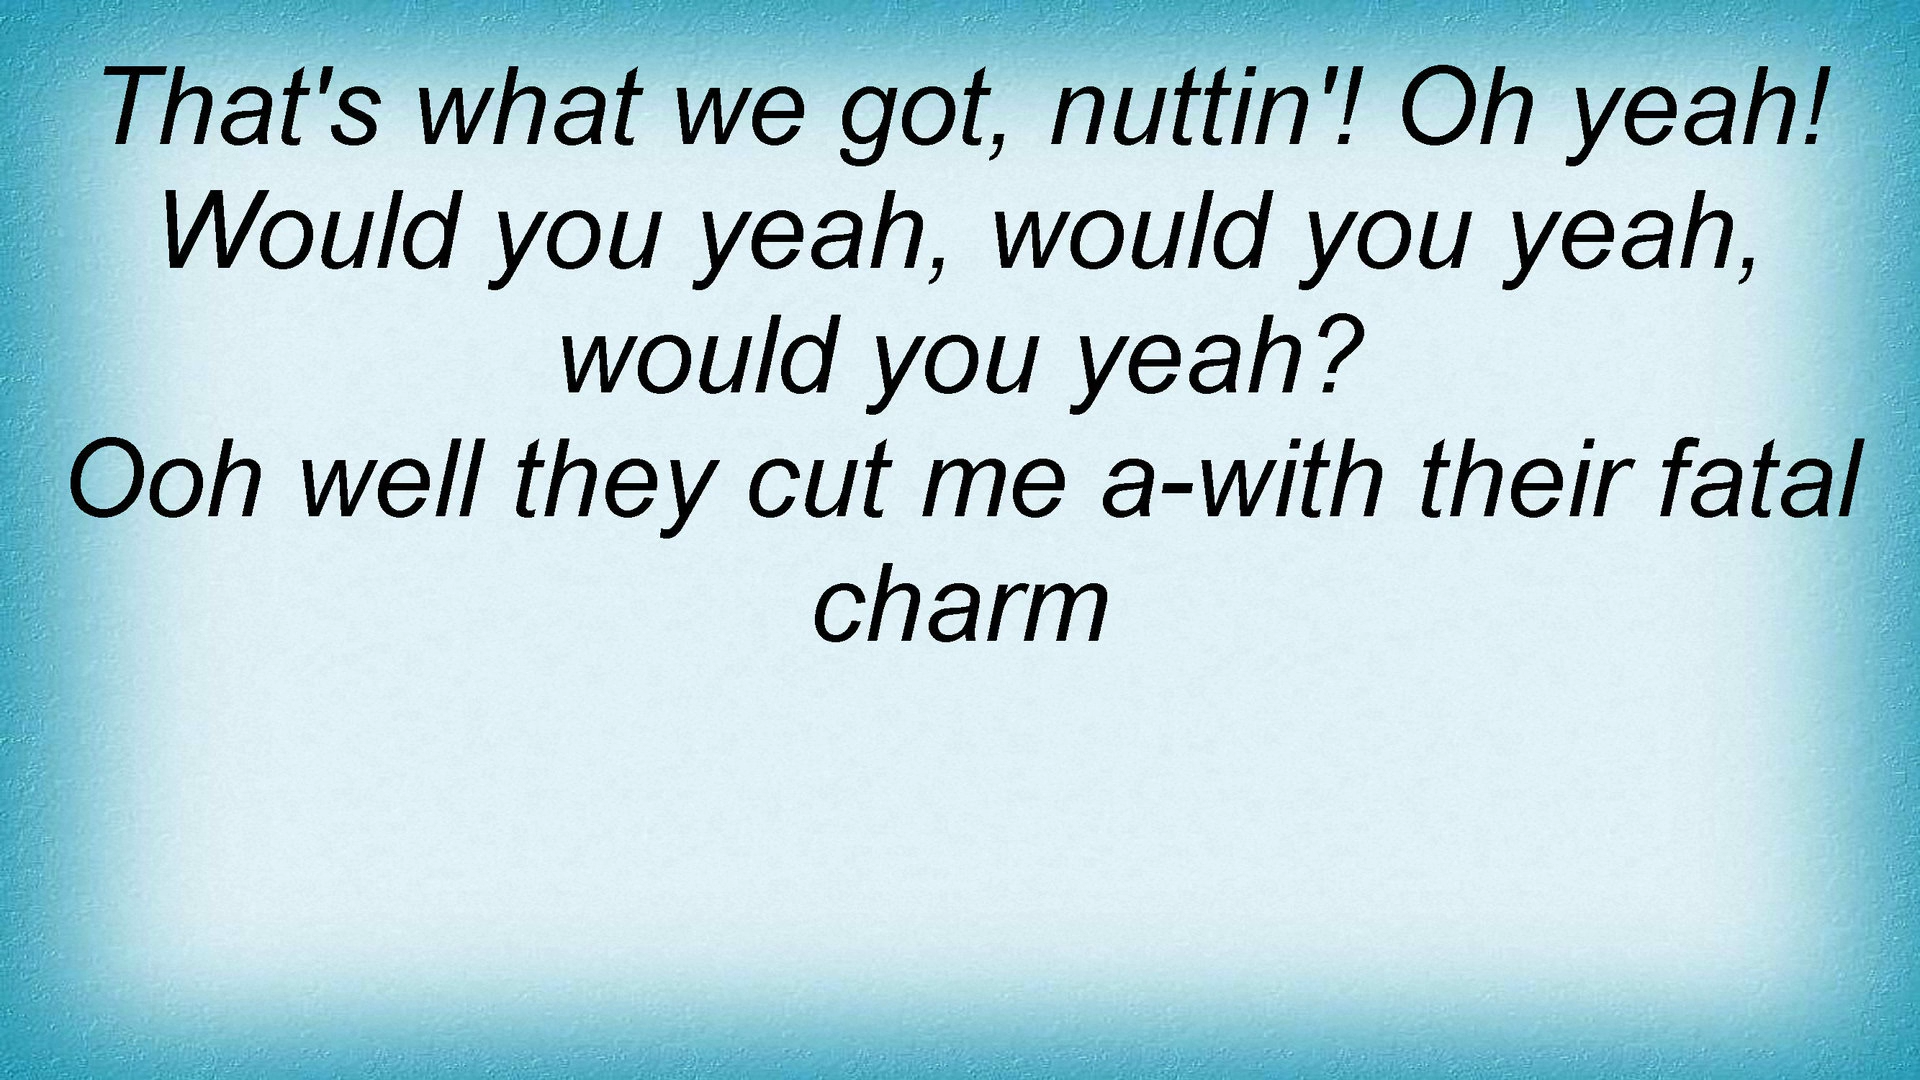 That's what we got, nuttin'! Oh yeah!
Would you yeah, would you yeah,
would you yeah?
Ooh well they cut me a-with their fatal
charm